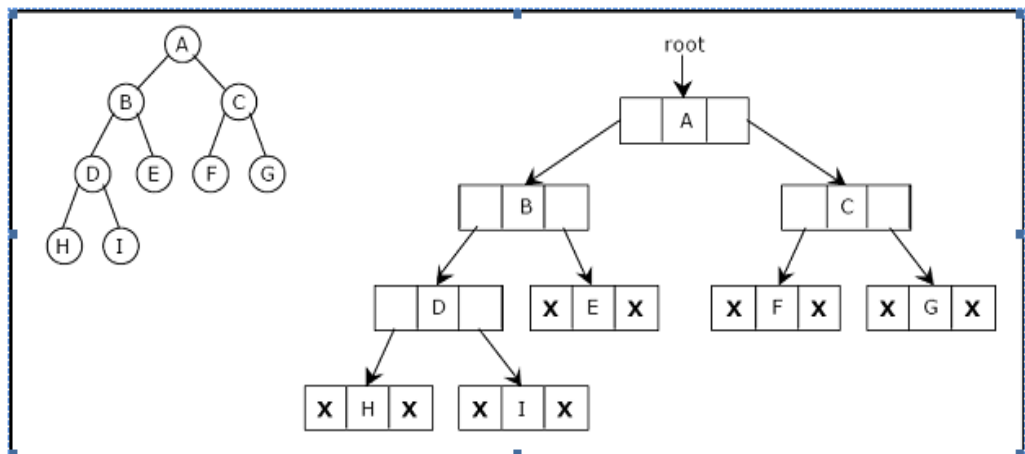 A
B C
D E F G
H I
root
A
B C
D X E X X F X X G X
X H X X I X